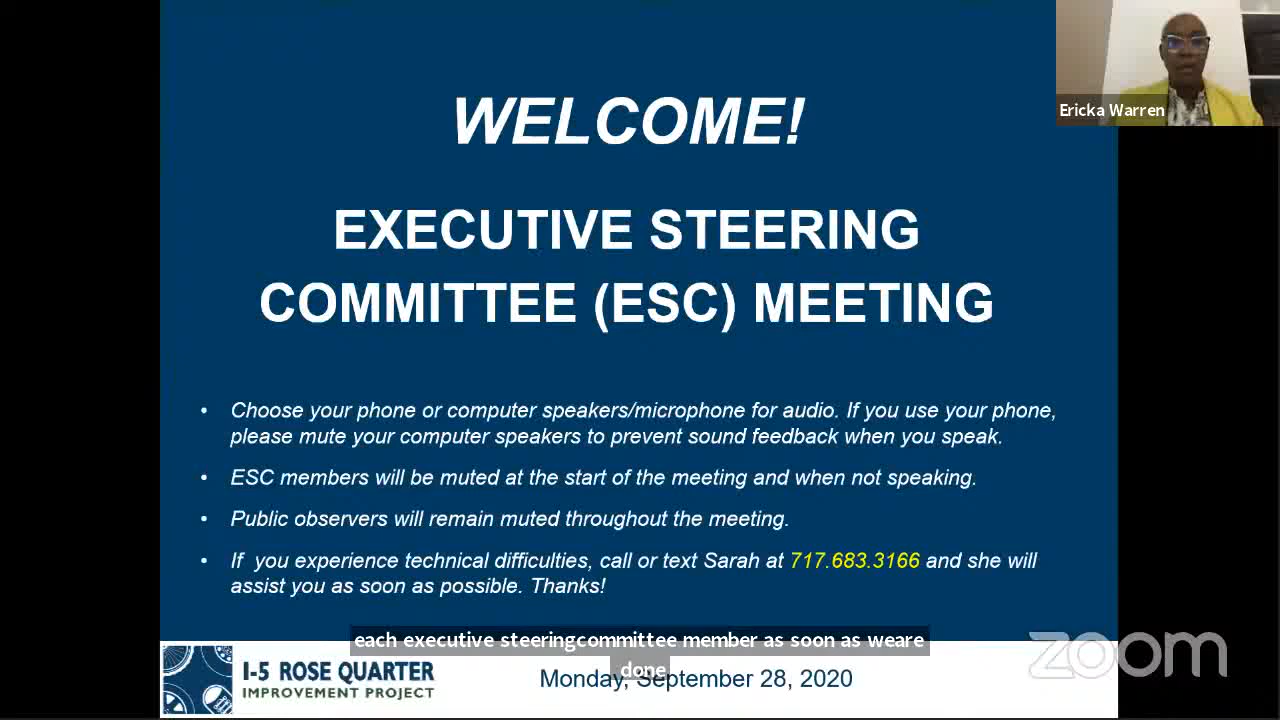 WELCOME!
Ericka Warren
EXECUTIVE STEERING
COMMITTEE (ESC) MEETING
• Choose your phone or computer speakers/microphone for audio. If you use your phone,
please mute your computer speakers to prevent sound feedback when you speak.
• ESC members will be muted at the start of the meeting and when not speaking.
• Public observers will remain muted throughout the meeting.
• If  you experience technical difficulties, call or text Sarah at 717.683.3166 and she will
assist you as soon as possible. Thanks!
each executive steeringcommittee member as soon as weare
done
I-5 ROSE QUARTER
IMPROVEMENT PROJECT
Monday, September 28, 2020
zoom